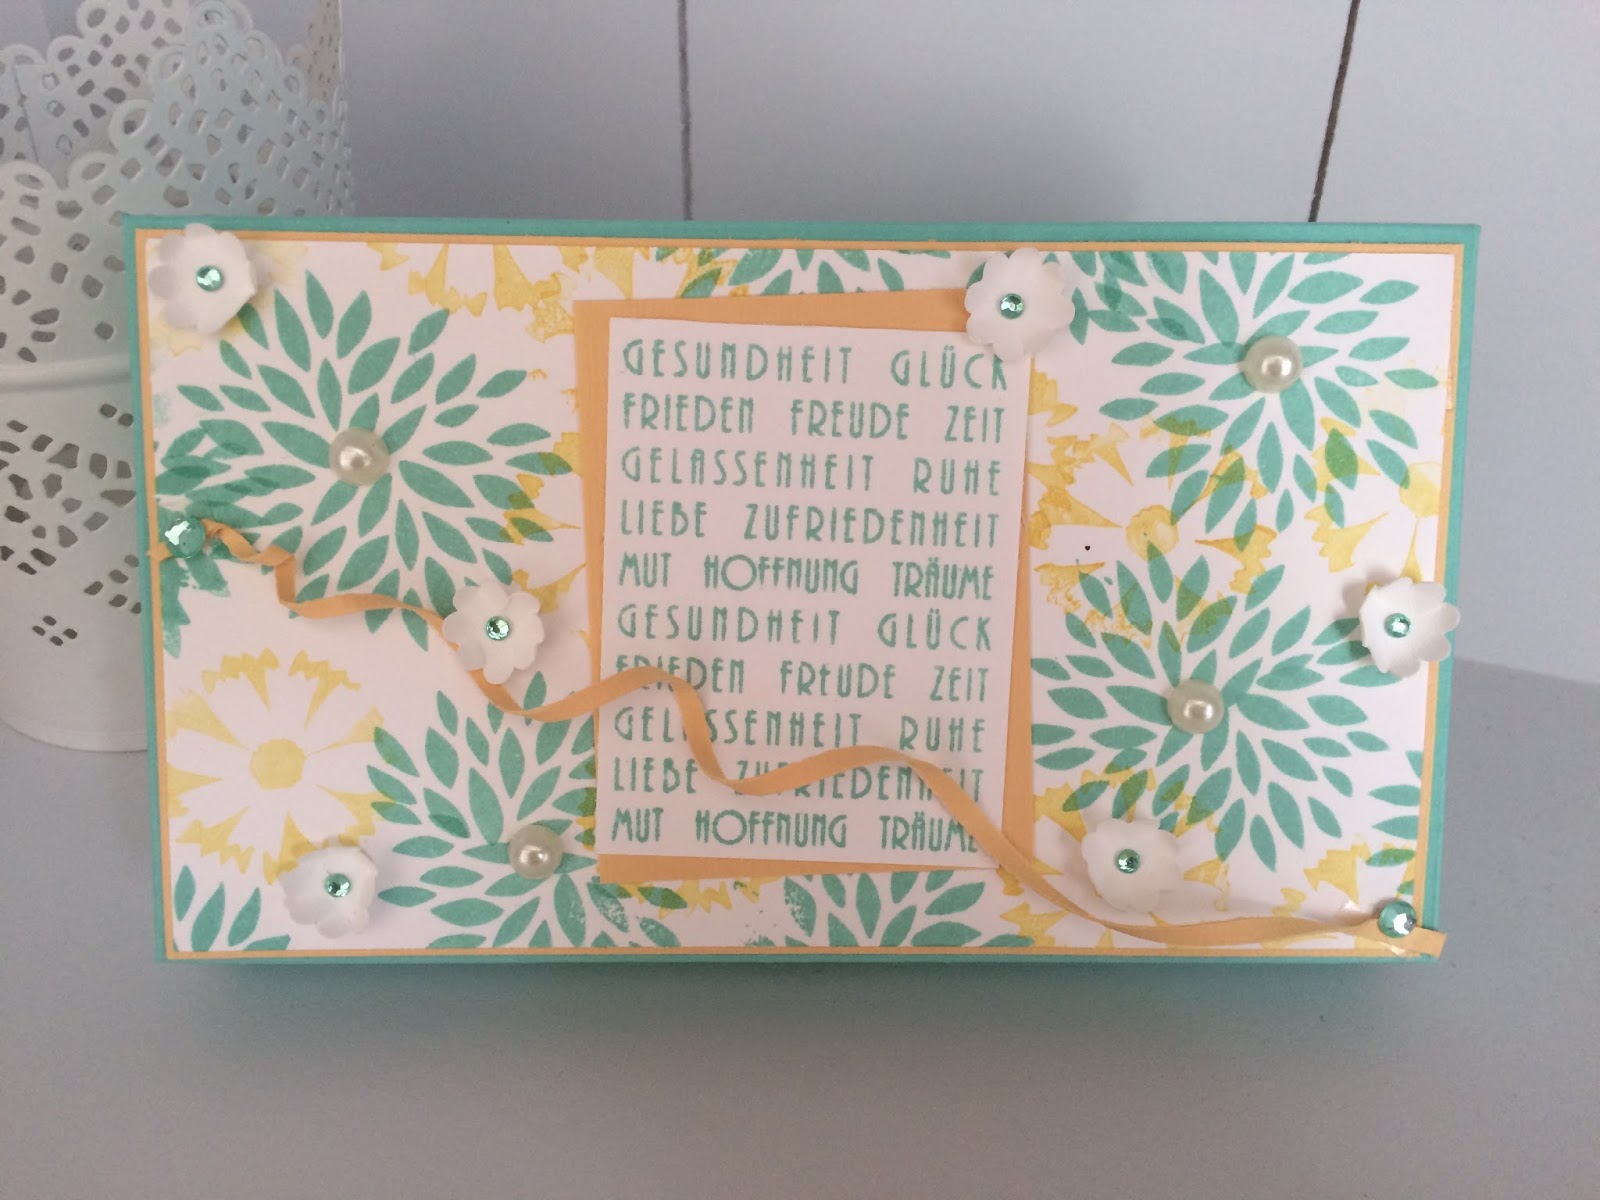 GESUNDHEIT GLÜCK
FRIEDEN FREUDE ZEIT
GELASSENHEIT RUHE
LIEBE ZUFRIEDENHEIT
MUT HOFFNUNG TRÄUME
GESUNDHEIT GLÜCK
FRIEDEN FREUDE ZEIT
GELASSENHEIT RUHE
LIEBE ZUFRIEDENHEIT
MUT HOFFNUNG TRÄUME